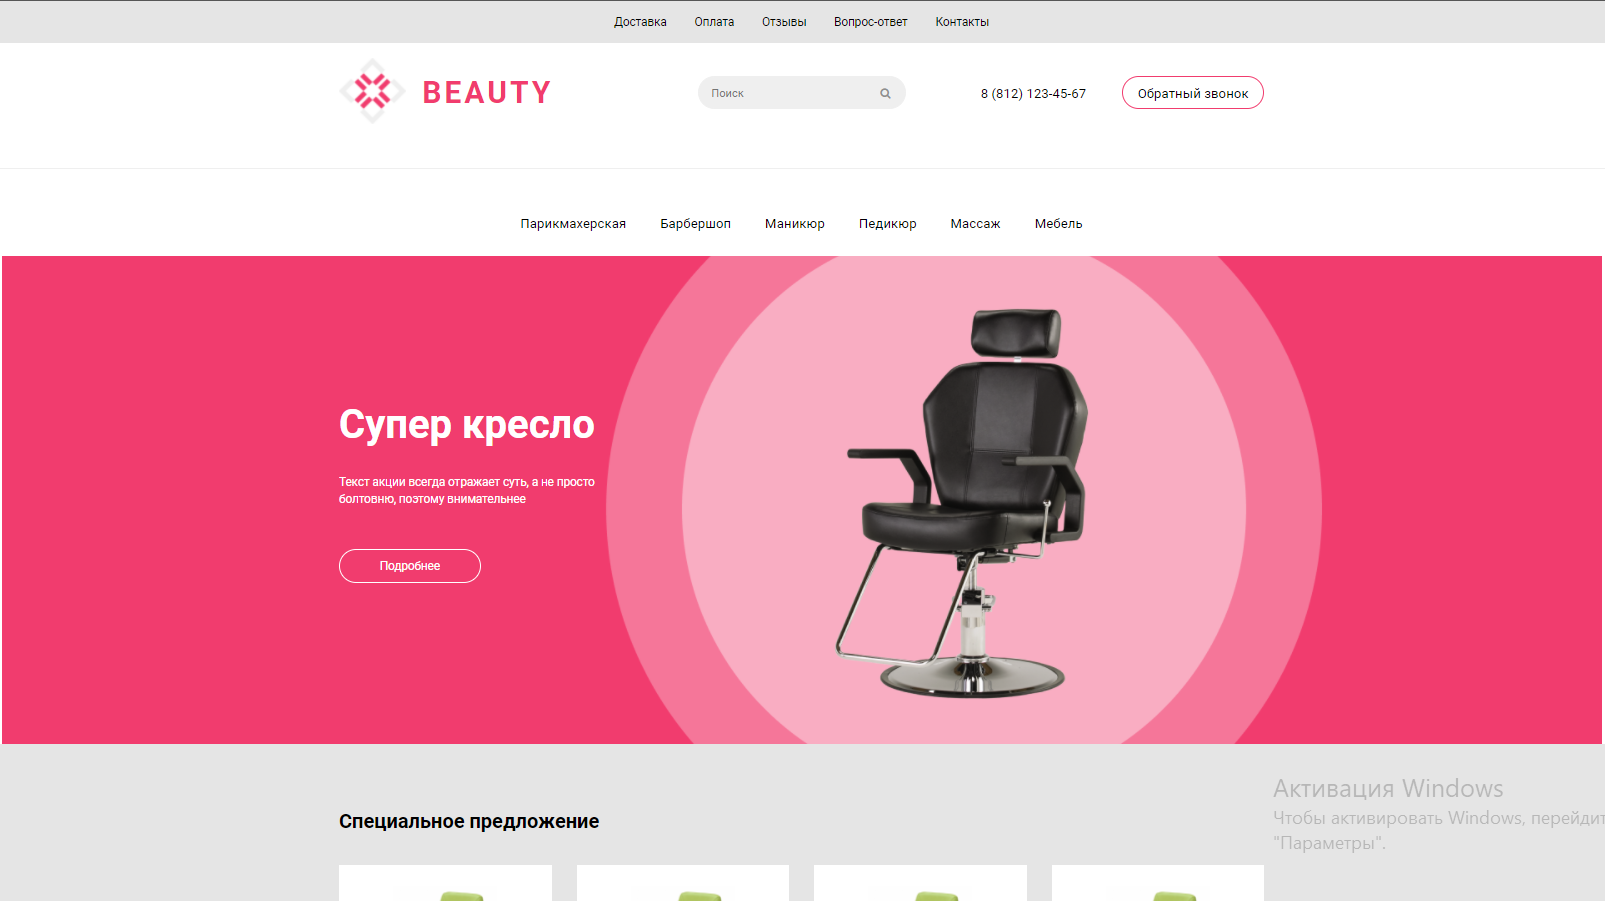 Доставка Оплата Отзывы Вопрос-ответ Контакты
BEAUTY
Поиск
8 (812) 123-45-67
Обратный звонок
Парикмахерская Барбершоп Маникюр Педикюр Массаж Мебель
Супер кресло
Текст акции всегда отражает суть, а не просто
болтовню, поэтому внимательнее
Подробнее
Активация Windows
Чтобы активировать Windows, перейдит
"Параметры".
Специальное предложение